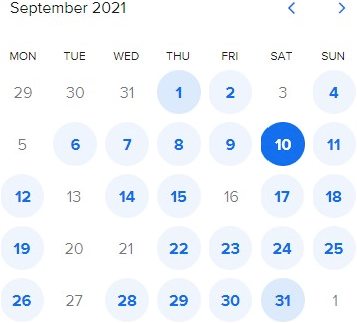 September 2021
MON TUE WED THU FRI SAT SUN
29 30 31 1 2 3 4
5 6 7 8 9 10 11
12 13 14 15 16 17 18
19 20 21 22 23 24 25
26 27 28 29 30 31 1